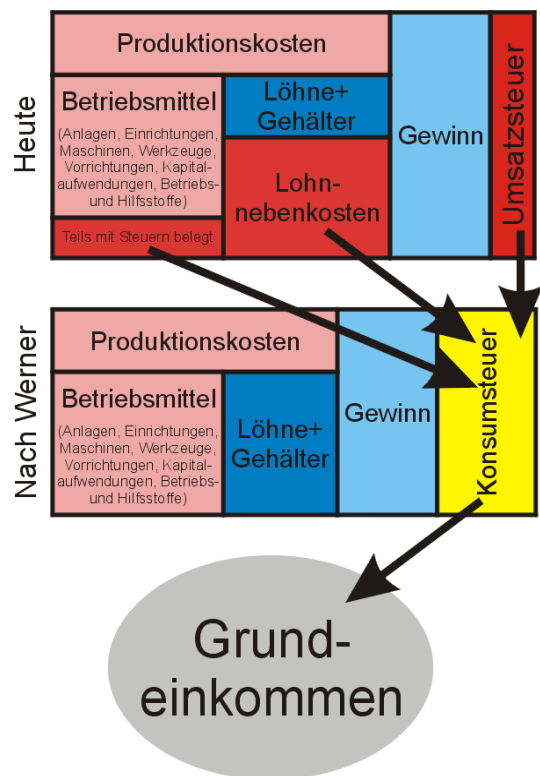 Heute
Produktionskosten
Betriebsmittel
(Anlagen, Einrichtungen,
Maschinen, Werkzeuge,
Vorrichtungen, Kapital-
aufwendungen, Betriebs-
und Hilfsstoffe)
Teils mit Steuern belegt
Löhne+
Gehälter
Lohn-
nebenkosten
Gewinn
Umsatzsteuer
Nach Werner
Produktionskosten
Betriebsmittel
(Anlagen, Einrichtungen,
Maschinen, Werkzeuge,
Vorrichtungen, Kapital-
aufwendungen, Betriebs-
und Hilfsstoffe)
Löhne+
Gehälter
Gewinn
Konsumsteuer
Grund-
einkommen